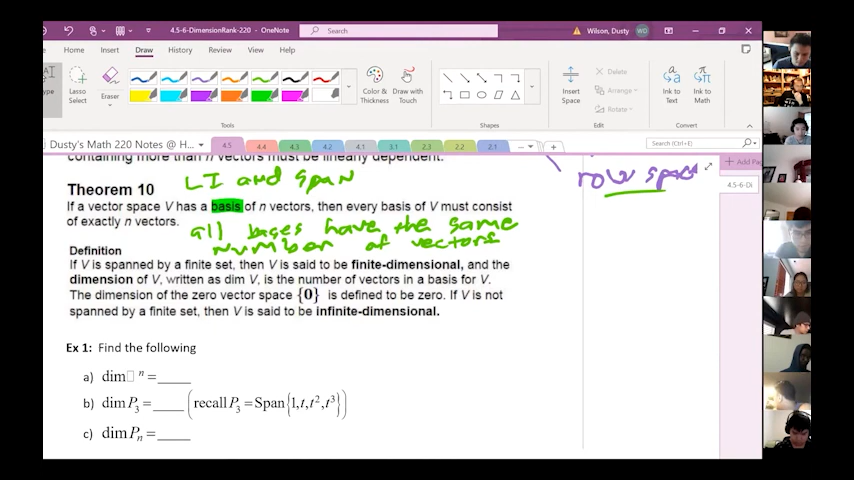 4.5-6-DimensionRank-220 - OneNote
Search
Wilson, Dusty WD
Home Insert Draw History Review View Help
Type
Lasso Select
Eraser
Color & Thickness
Draw with Touch
Insert Space
Delete
Arrange
Rotate
Ink to Text
Ink to Math
Tools Shapes Edit Convert
Dusty's Math 220 Notes @ H... 4.5 4.4 4.3 4.2 4.1 3.1 2.3 2.2 2.1 Search (Ctrl+E)
containing more than n vectors must be linearly dependent.
Add Pag
4.5-6-Di
row space
Theorem 10 LI and span
If a vector space V has a basis of n vectors, then every basis of V must consist
of exactly n vectors.
all bases have the same
number of vectors
Definition
If V is spanned by a finite set, then V is said to be finite-dimensional, and the
dimension of V, written as dim V, is the number of vectors in a basis for V.
The dimension of the zero vector space {0} is defined to be zero. If V is not
spanned by a finite set, then V is said to be infinite-dimensional.
Ex 1: Find the following
a) dim□ⁿ = ____
b) dim P₃ = ____ (recall P₃ = Span{1, t, t², t³})
c) dim Pₙ = ____